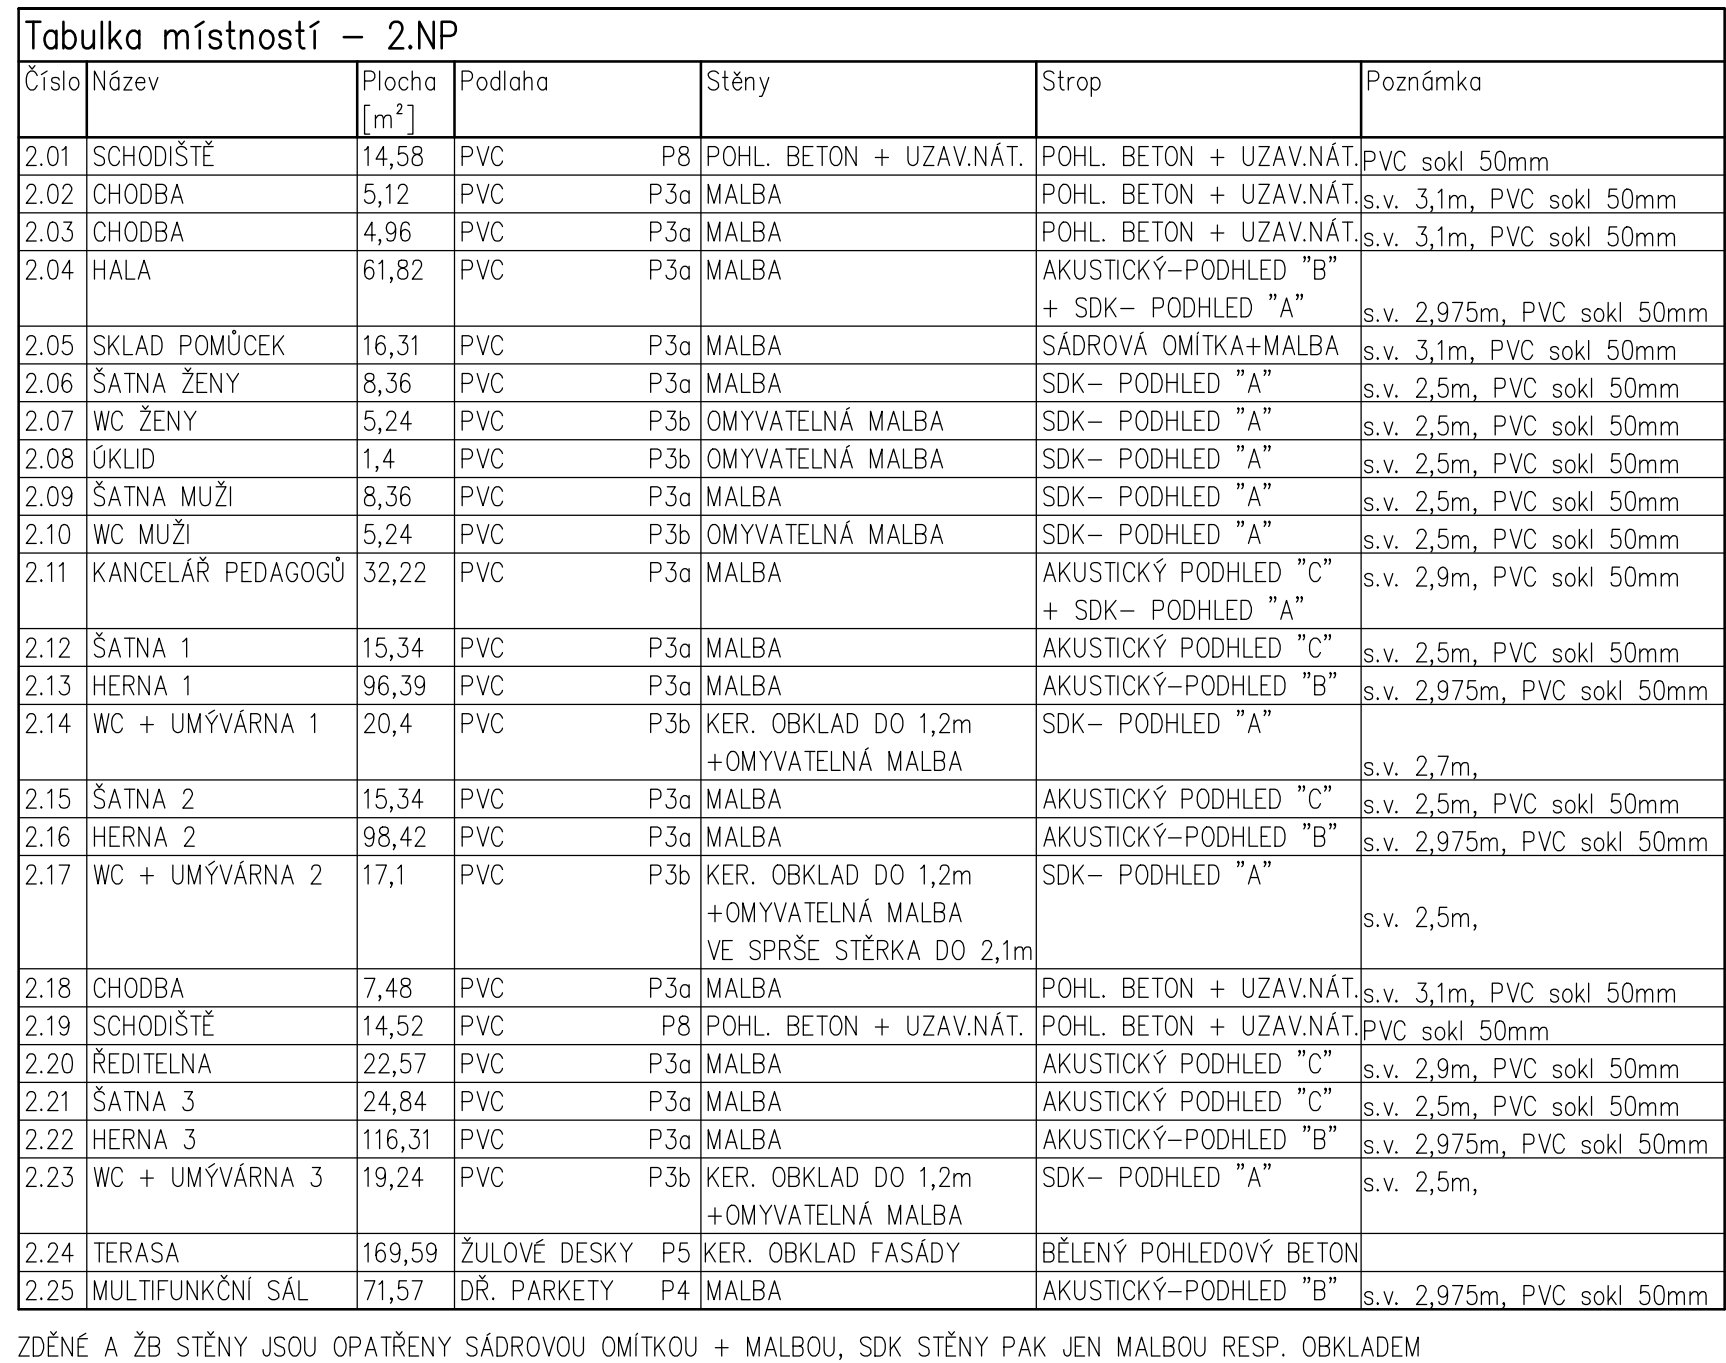 Tabulka místností – 2.NP
Číslo Název Plocha Podlaha Stěny Strop Poznámka
[m²]
2.01 SCHODIŠTĚ 14,58 PVC P8 POHL. BETON + UZAV.NÁT. POHL. BETON + UZAV.NÁT. PVC sokl 50mm
2.02 CHODBA 5,12 PVC P3a MALBA POHL. BETON + UZAV.NÁT. s.v. 3,1m, PVC sokl 50mm
2.03 CHODBA 4,96 PVC P3a MALBA POHL. BETON + UZAV.NÁT. s.v. 3,1m, PVC sokl 50mm
2.04 HALA 61,82 PVC P3a MALBA AKUSTICKÝ–PODHLED "B"
+ SDK– PODHLED "A" s.v. 2,975m, PVC sokl 50mm
2.05 SKLAD POMŮCEK 16,31 PVC P3a MALBA SÁDROVÁ OMÍTKA+MALBA s.v. 3,1m, PVC sokl 50mm
2.06 ŠATNA ŽENY 8,36 PVC P3a MALBA SDK– PODHLED "A" s.v. 2,5m, PVC sokl 50mm
2.07 WC ŽENY 5,24 PVC P3b OMYVATELNÁ MALBA SDK– PODHLED "A" s.v. 2,5m, PVC sokl 50mm
2.08 ÚKLID 1,4 PVC P3b OMYVATELNÁ MALBA SDK– PODHLED "A" s.v. 2,5m, PVC sokl 50mm
2.09 ŠATNA MUŽI 8,36 PVC P3a MALBA SDK– PODHLED "A" s.v. 2,5m, PVC sokl 50mm
2.10 WC MUŽI 5,24 PVC P3b OMYVATELNÁ MALBA SDK– PODHLED "A" s.v. 2,5m, PVC sokl 50mm
2.11 KANCELÁŘ PEDAGOGŮ 32,22 PVC P3a MALBA AKUSTICKÝ PODHLED "C" s.v. 2,9m, PVC sokl 50mm
+ SDK– PODHLED "A"
2.12 ŠATNA 1 15,34 PVC P3a MALBA AKUSTICKÝ PODHLED "C" s.v. 2,5m, PVC sokl 50mm
2.13 HERNA 1 96,39 PVC P3a MALBA AKUSTICKÝ–PODHLED "B" s.v. 2,975m, PVC sokl 50mm
2.14 WC + UMÝVÁRNA 1 20,4 PVC P3b KER. OBKLAD DO 1,2m SDK– PODHLED "A"
+OMYVATELNÁ MALBA s.v. 2,7m,
2.15 ŠATNA 2 15,34 PVC P3a MALBA AKUSTICKÝ PODHLED "C" s.v. 2,5m, PVC sokl 50mm
2.16 HERNA 2 98,42 PVC P3a MALBA AKUSTICKÝ–PODHLED "B" s.v. 2,975m, PVC sokl 50mm
2.17 WC + UMÝVÁRNA 2 17,1 PVC P3b KER. OBKLAD DO 1,2m SDK– PODHLED "A"
+OMYVATELNÁ MALBA s.v. 2,5m,
VE SPRŠE STĚRKA DO 2,1m
2.18 CHODBA 7,48 PVC P3a MALBA POHL. BETON + UZAV.NÁT. s.v. 3,1m, PVC sokl 50mm
2.19 SCHODIŠTĚ 14,52 PVC P8 POHL. BETON + UZAV.NÁT. POHL. BETON + UZAV.NÁT. PVC sokl 50mm
2.20 ŘEDITELNA 22,57 PVC P3a MALBA AKUSTICKÝ PODHLED "C" s.v. 2,9m, PVC sokl 50mm
2.21 ŠATNA 3 24,84 PVC P3a MALBA AKUSTICKÝ PODHLED "C" s.v. 2,5m, PVC sokl 50mm
2.22 HERNA 3 116,31 PVC P3a MALBA AKUSTICKÝ–PODHLED "B" s.v. 2,975m, PVC sokl 50mm
2.23 WC + UMÝVÁRNA 3 19,24 PVC P3b KER. OBKLAD DO 1,2m SDK– PODHLED "A" s.v. 2,5m,
+OMYVATELNÁ MALBA
2.24 TERASA 169,59 ŽULOVÉ DESKY P5 KER. OBKLAD FASÁDY BĚLENÝ POHLEDOVÝ BETON
2.25 MULTIFUNKČNÍ SÁL 71,57 DŘ. PARKETY P4 MALBA AKUSTICKÝ–PODHLED "B" s.v. 2,975m, PVC sokl 50mm
ZDĚNÉ A ŽB STĚNY JSOU OPATŘENY SÁDROVOU OMÍTKOU + MALBOU, SDK STĚNY PAK JEN MALBOU RESP. OBKLADEM